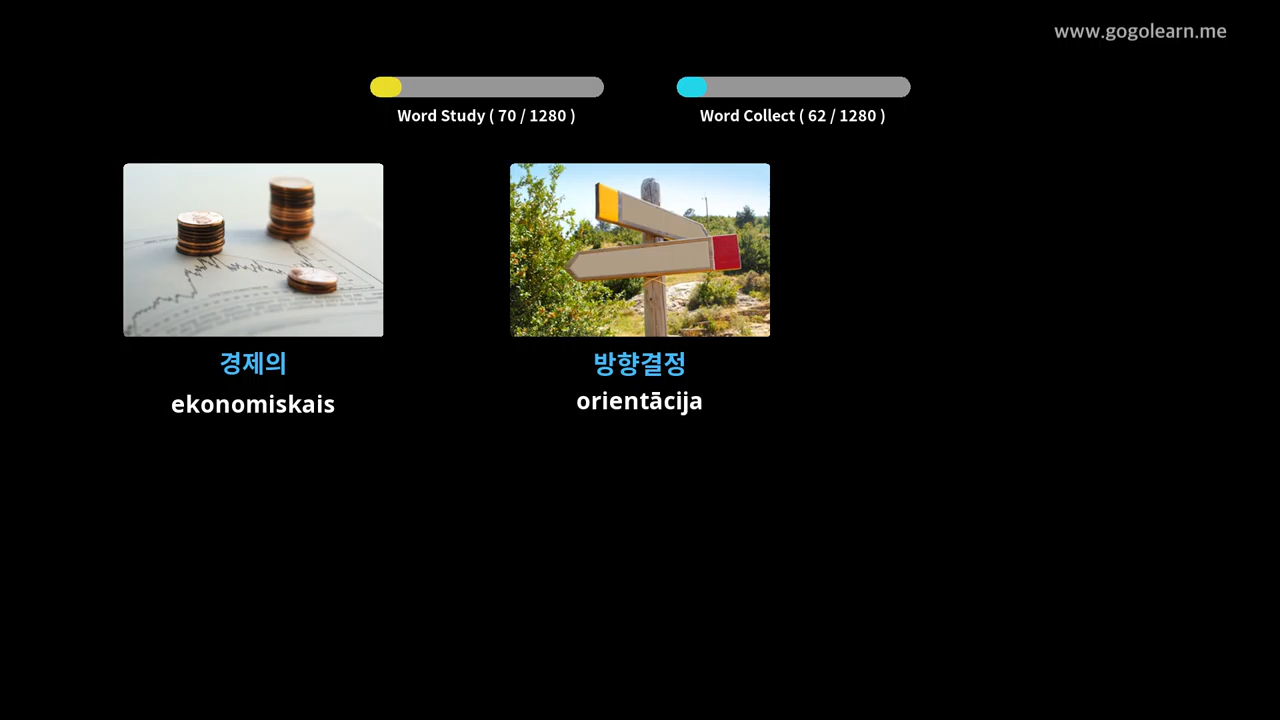 www.gogolearn.me
Word Study ( 70 / 1280 )
Word Collect ( 62 / 1280 )
경제의
ekonomiskais
방향결정
orientācija